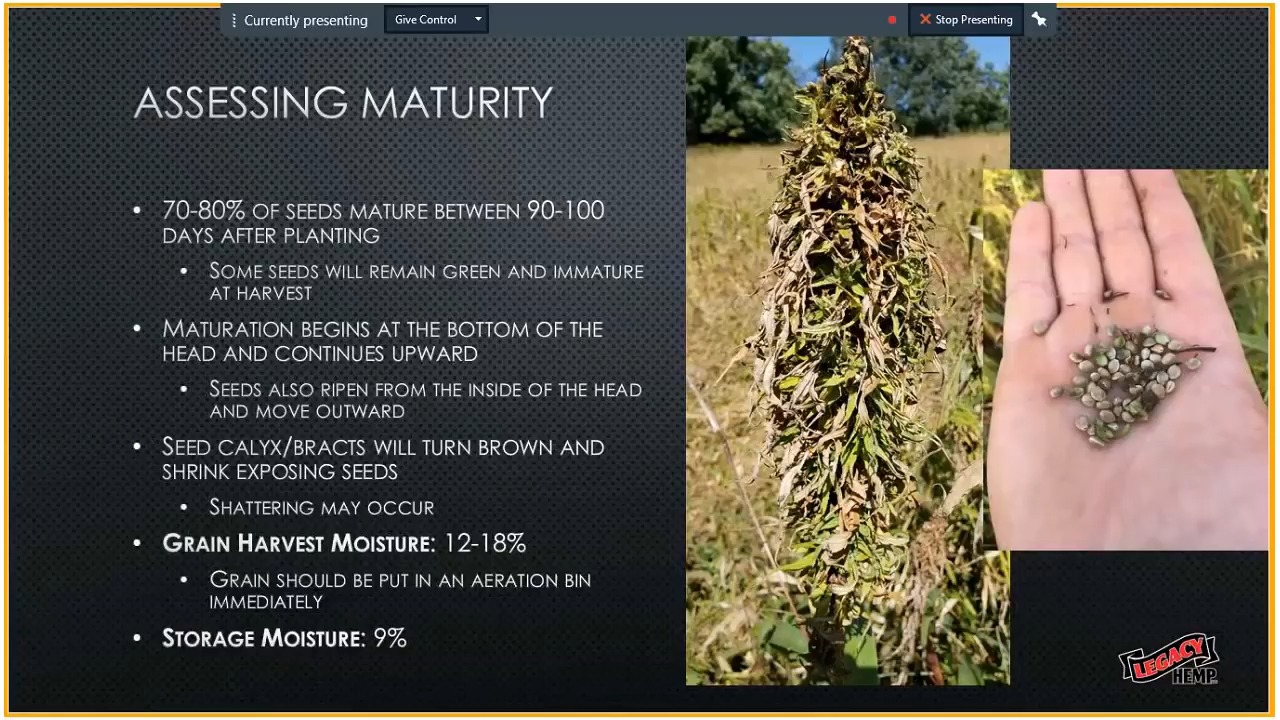 Currently presenting
Give Control
Stop Presenting
ASSESSING MATURITY
• 70-80% OF SEEDS MATURE BETWEEN 90-100
DAYS AFTER PLANTING
• SOME SEEDS WILL REMAIN GREEN AND IMMATURE
AT HARVEST
• MATURATION BEGINS AT THE BOTTOM OF THE
HEAD AND CONTINUES UPWARD
• SEEDS ALSO RIPEN FROM THE INSIDE OF THE HEAD
AND MOVE OUTWARD
• SEED CALYX/BRACTS WILL TURN BROWN AND
SHRINK EXPOSING SEEDS
• SHATTERING MAY OCCUR
• GRAIN HARVEST MOISTURE: 12-18%
• GRAIN SHOULD BE PUT IN AN AERATION BIN
IMMEDIATELY
• STORAGE MOISTURE: 9%
LEGACY
HEMP